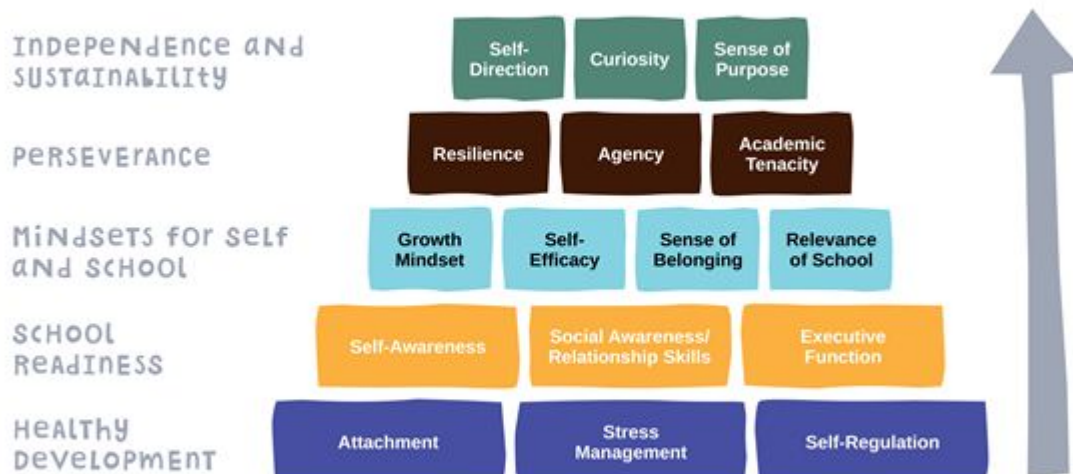 Independence and
Sustainability
Self-
Direction
Curiosity
Sense of
Purpose
Perseverance
Resilience
Agency
Academic
Tenacity
Mindsets for Self
and School
Growth
Mindset
Self-
Efficacy
Sense of
Belonging
Relevance
of School
School
Readiness
Self-Awareness
Social Awareness/
Relationship Skills
Executive
Function
Healthy
Development
Attachment
Stress
Management
Self-Regulation